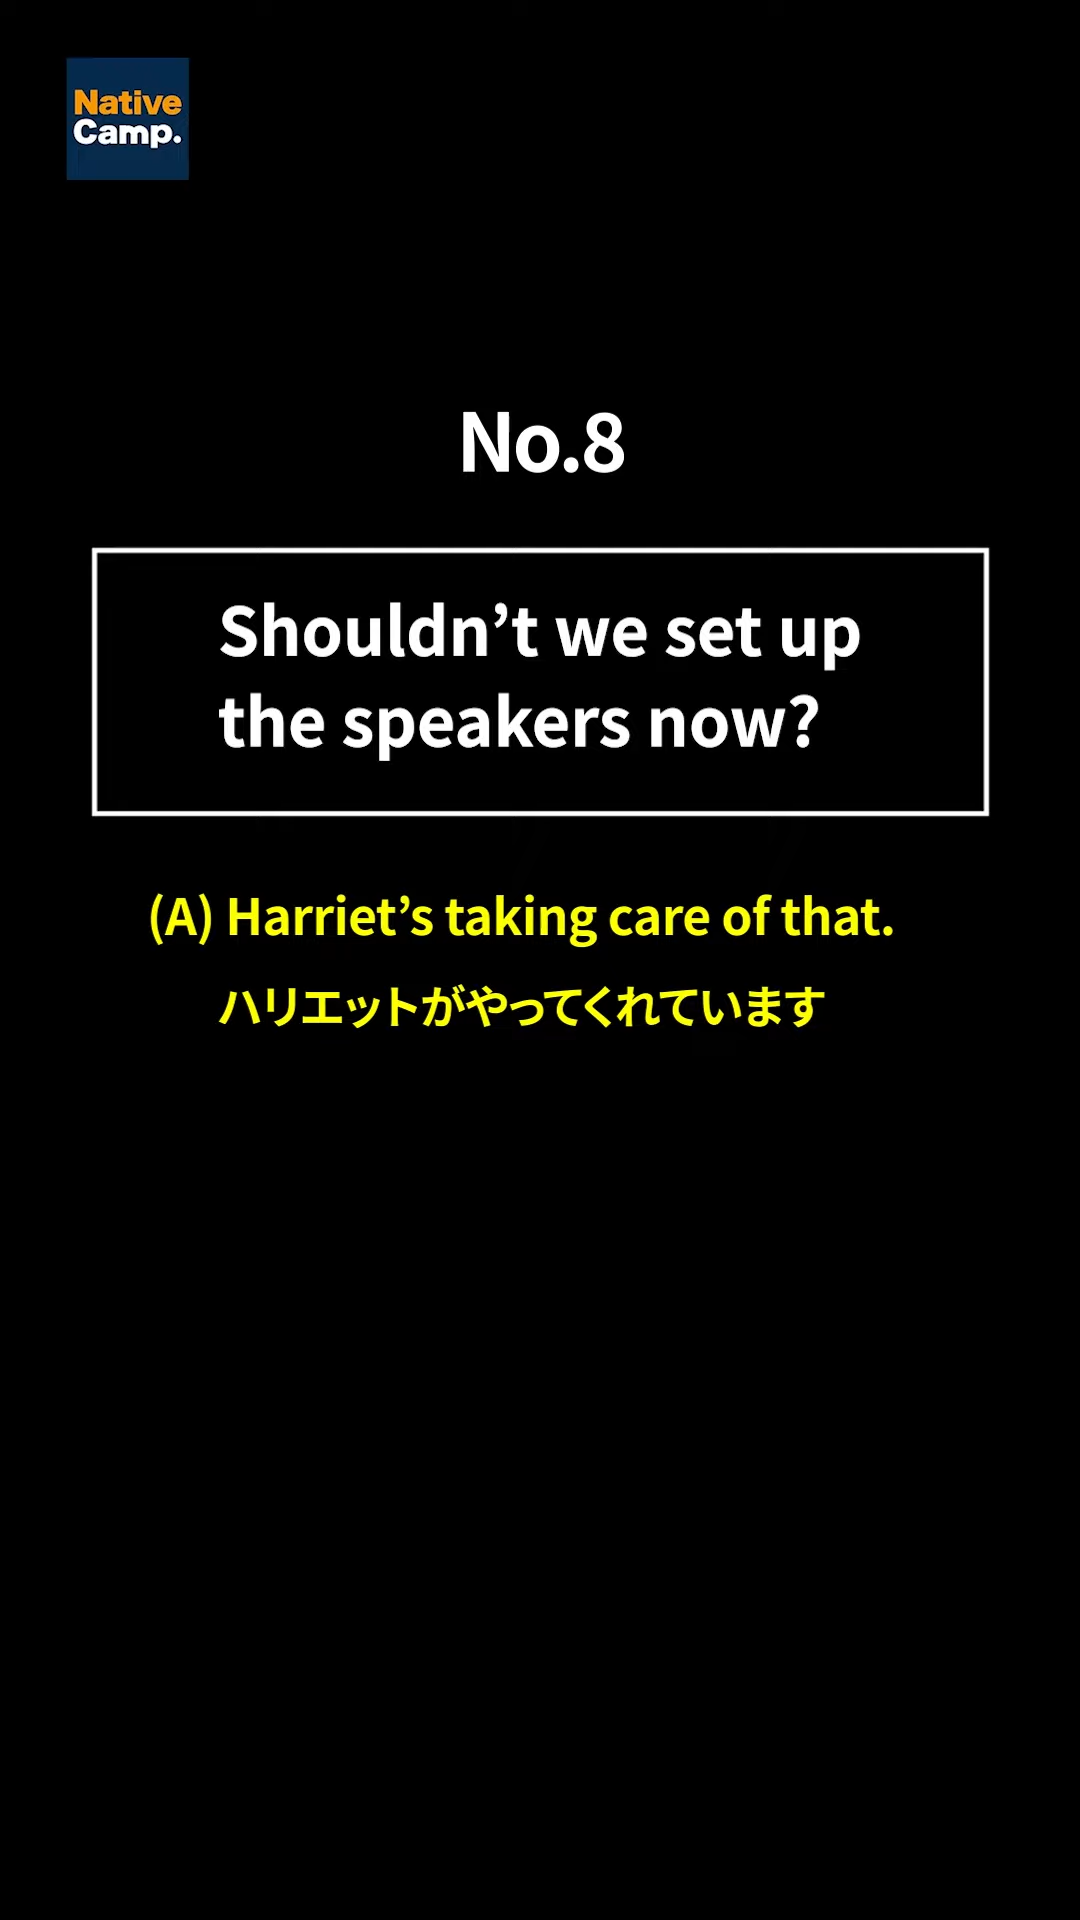 Native
Camp.
No.8
Shouldn’t we set up
the speakers now?
(A) Harriet’s taking care of that.
ハリエットがやってくれています